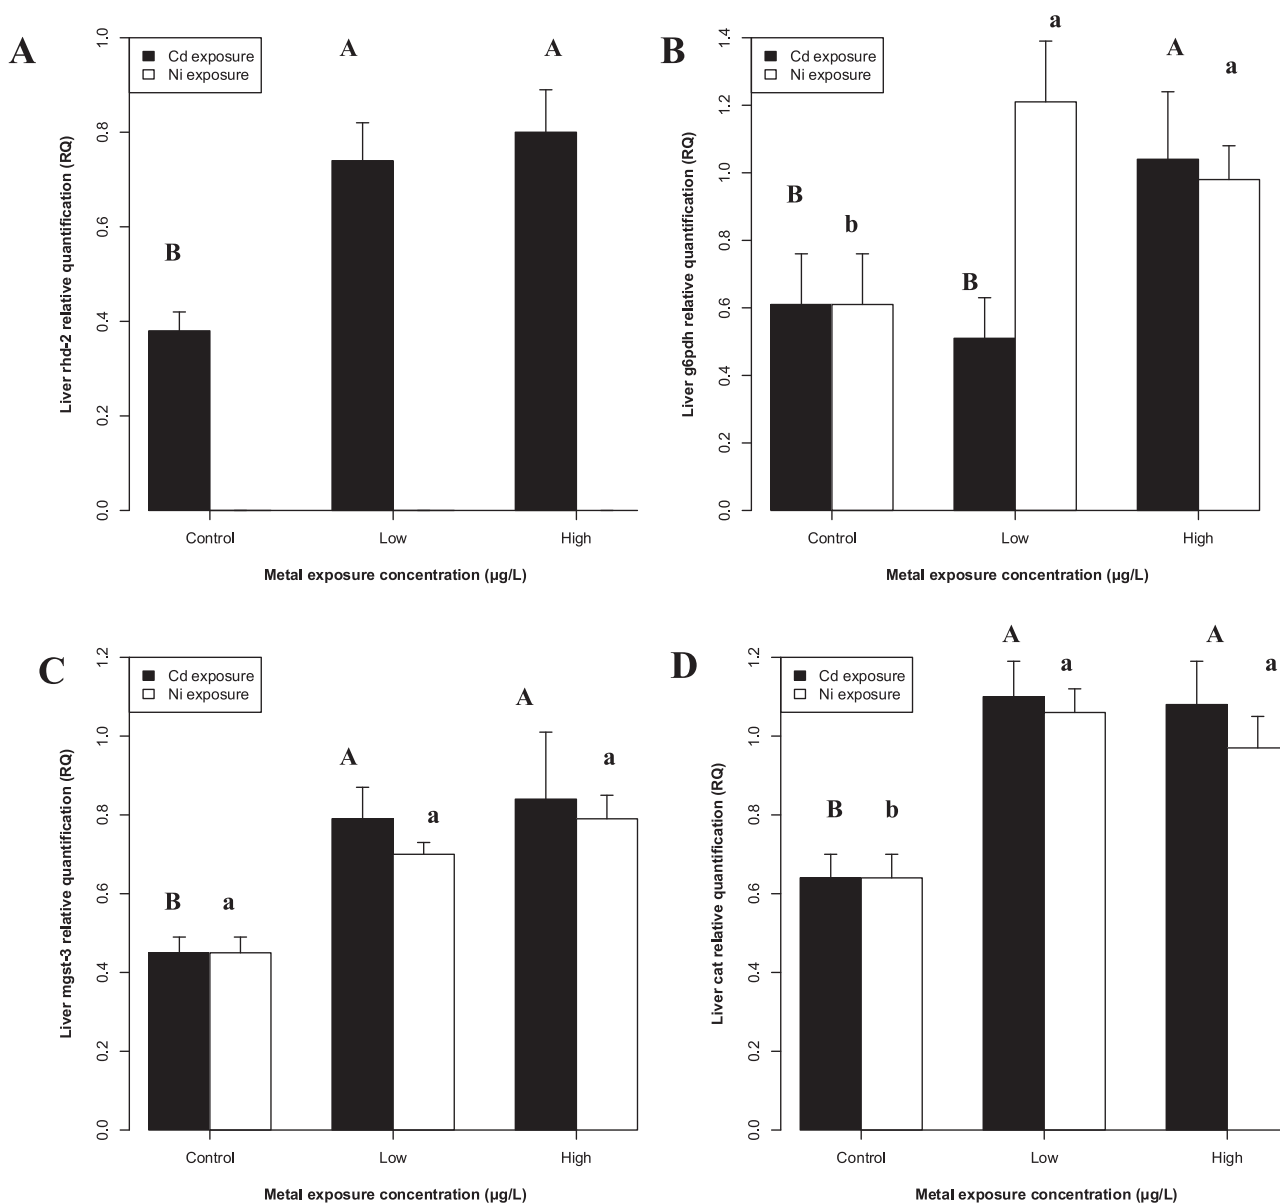 A
Cd exposure
Ni exposure
A
A
B
Liver rhd-2 relative quantification (RQ)
0.0
0.2
0.4
0.6
0.8
1.0
Control
Low
High
Metal exposure concentration (µg/L)
B
Cd exposure
Ni exposure
a
A
a
B
b
B
Liver g6pdh relative quantification (RQ)
0.0
0.2
0.4
0.6
0.8
1.0
1.2
1.4
Control
Low
High
Metal exposure concentration (µg/L)
C
Cd exposure
Ni exposure
A
A
a
a
B
a
Liver mgst-3 relative quantification (RQ)
0.0
0.2
0.4
0.6
0.8
1.0
1.2
Control
Low
High
Metal exposure concentration (µg/L)
D
Cd exposure
Ni exposure
A
a
A
a
B
b
Liver cat relative quantification (RQ)
0.0
0.2
0.4
0.6
0.8
1.0
1.2
Control
Low
High
Metal exposure concentration (µg/L)